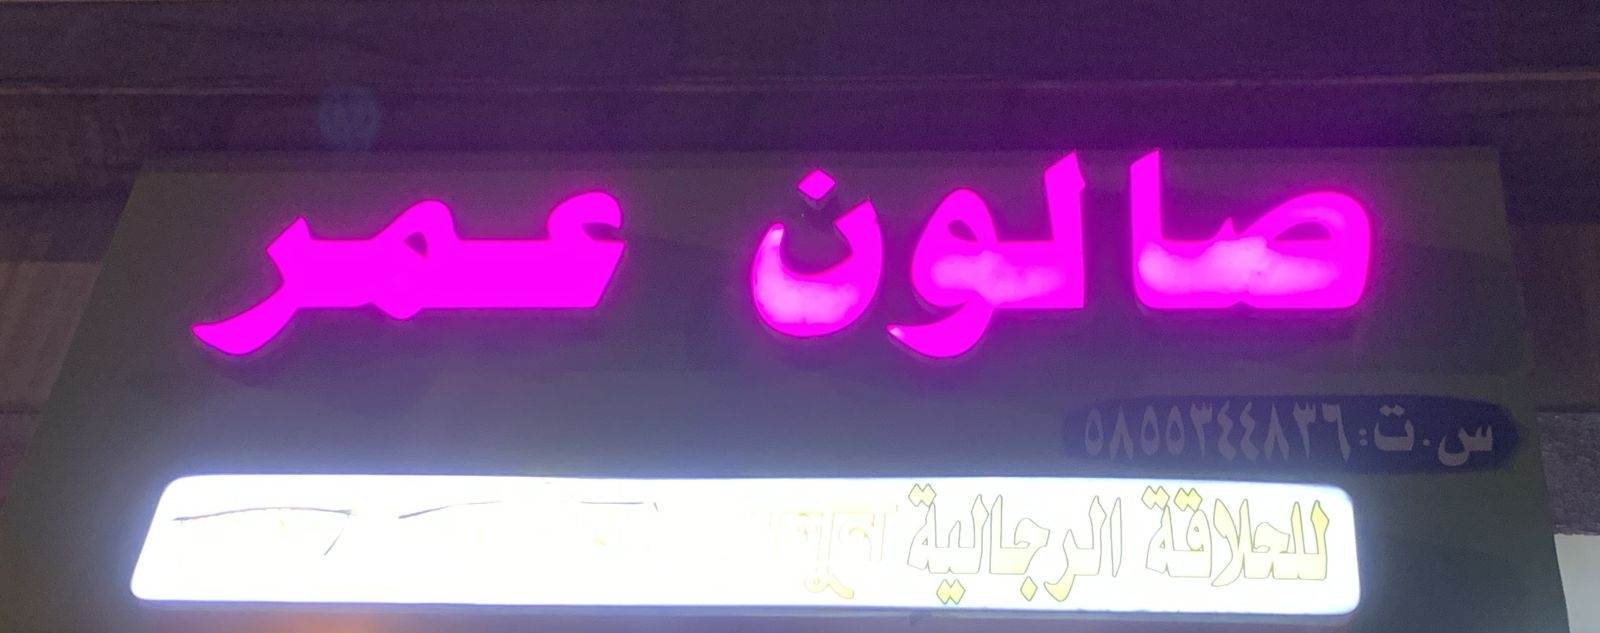 صالون عمر
س.ت: ٥٨٥٥٣٤٤٨٣٦
للحلاقة الرجالية